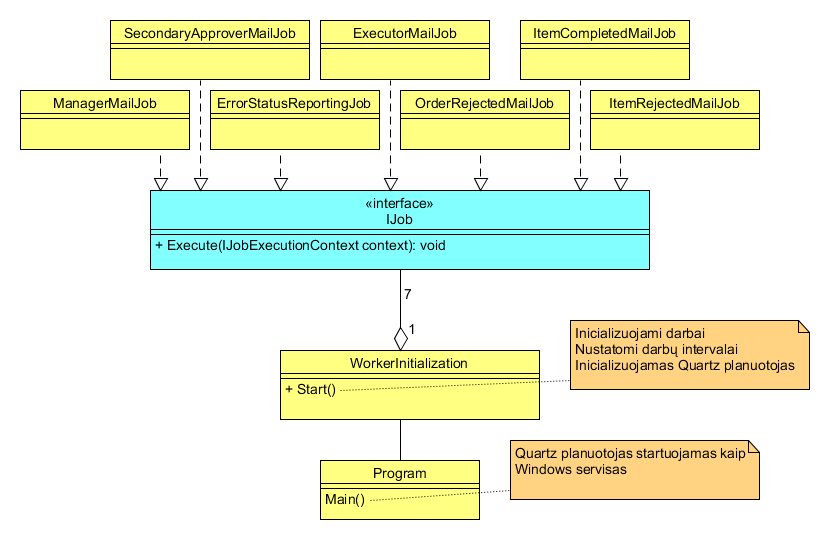 SecondaryApproverMailJob
ExecutorMailJob
ItemCompletedMailJob
ManagerMailJob
ErrorStatusReportingJob
OrderRejectedMailJob
ItemRejectedMailJob
«interface»
IJob
+ Execute(IJobExecutionContext context): void
7
1
WorkerInitialization
+ Start()
Inicializuojami darbai
Nustatomi darbų intervalai
Inicializuojamas Quartz planuotojas
Program
Main()
Quartz planuotojas startuojamas kaip
Windows servisas